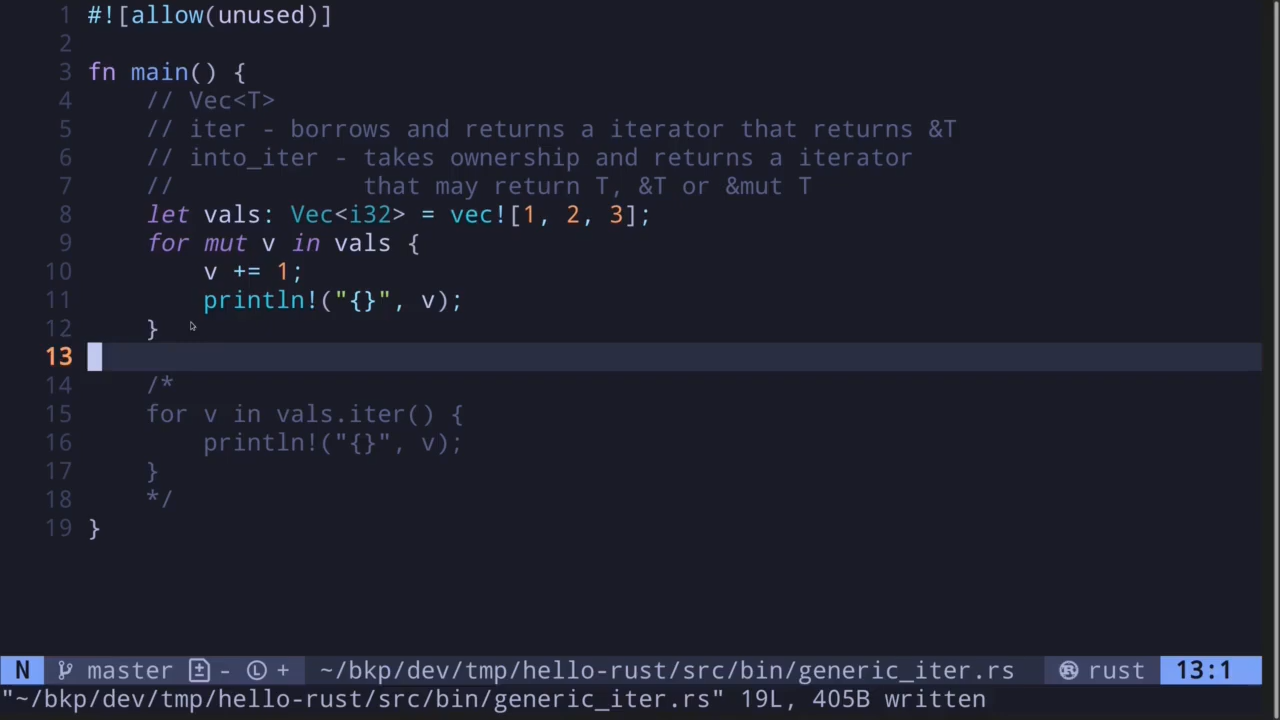 1 #![allow(unused)]
2
3 fn main() {
4     // Vec<T>
5     // iter - borrows and returns a iterator that returns &T
6     // into_iter - takes ownership and returns a iterator
7     //             that may return T, &T or &mut T
8     let vals: Vec<i32> = vec![1, 2, 3];
9     for mut v in vals {
10         v += 1;
11         println!("{}", v);
12     }
13
14     /*
15     for v in vals.iter() {
16         println!("{}", v);
17     }
18     */
19 }
N master - + ~/bkp/dev/tmp/hello-rust/src/bin/generic_iter.rs rust 13:1
"~/bkp/dev/tmp/hello-rust/src/bin/generic_iter.rs" 19L, 405B written